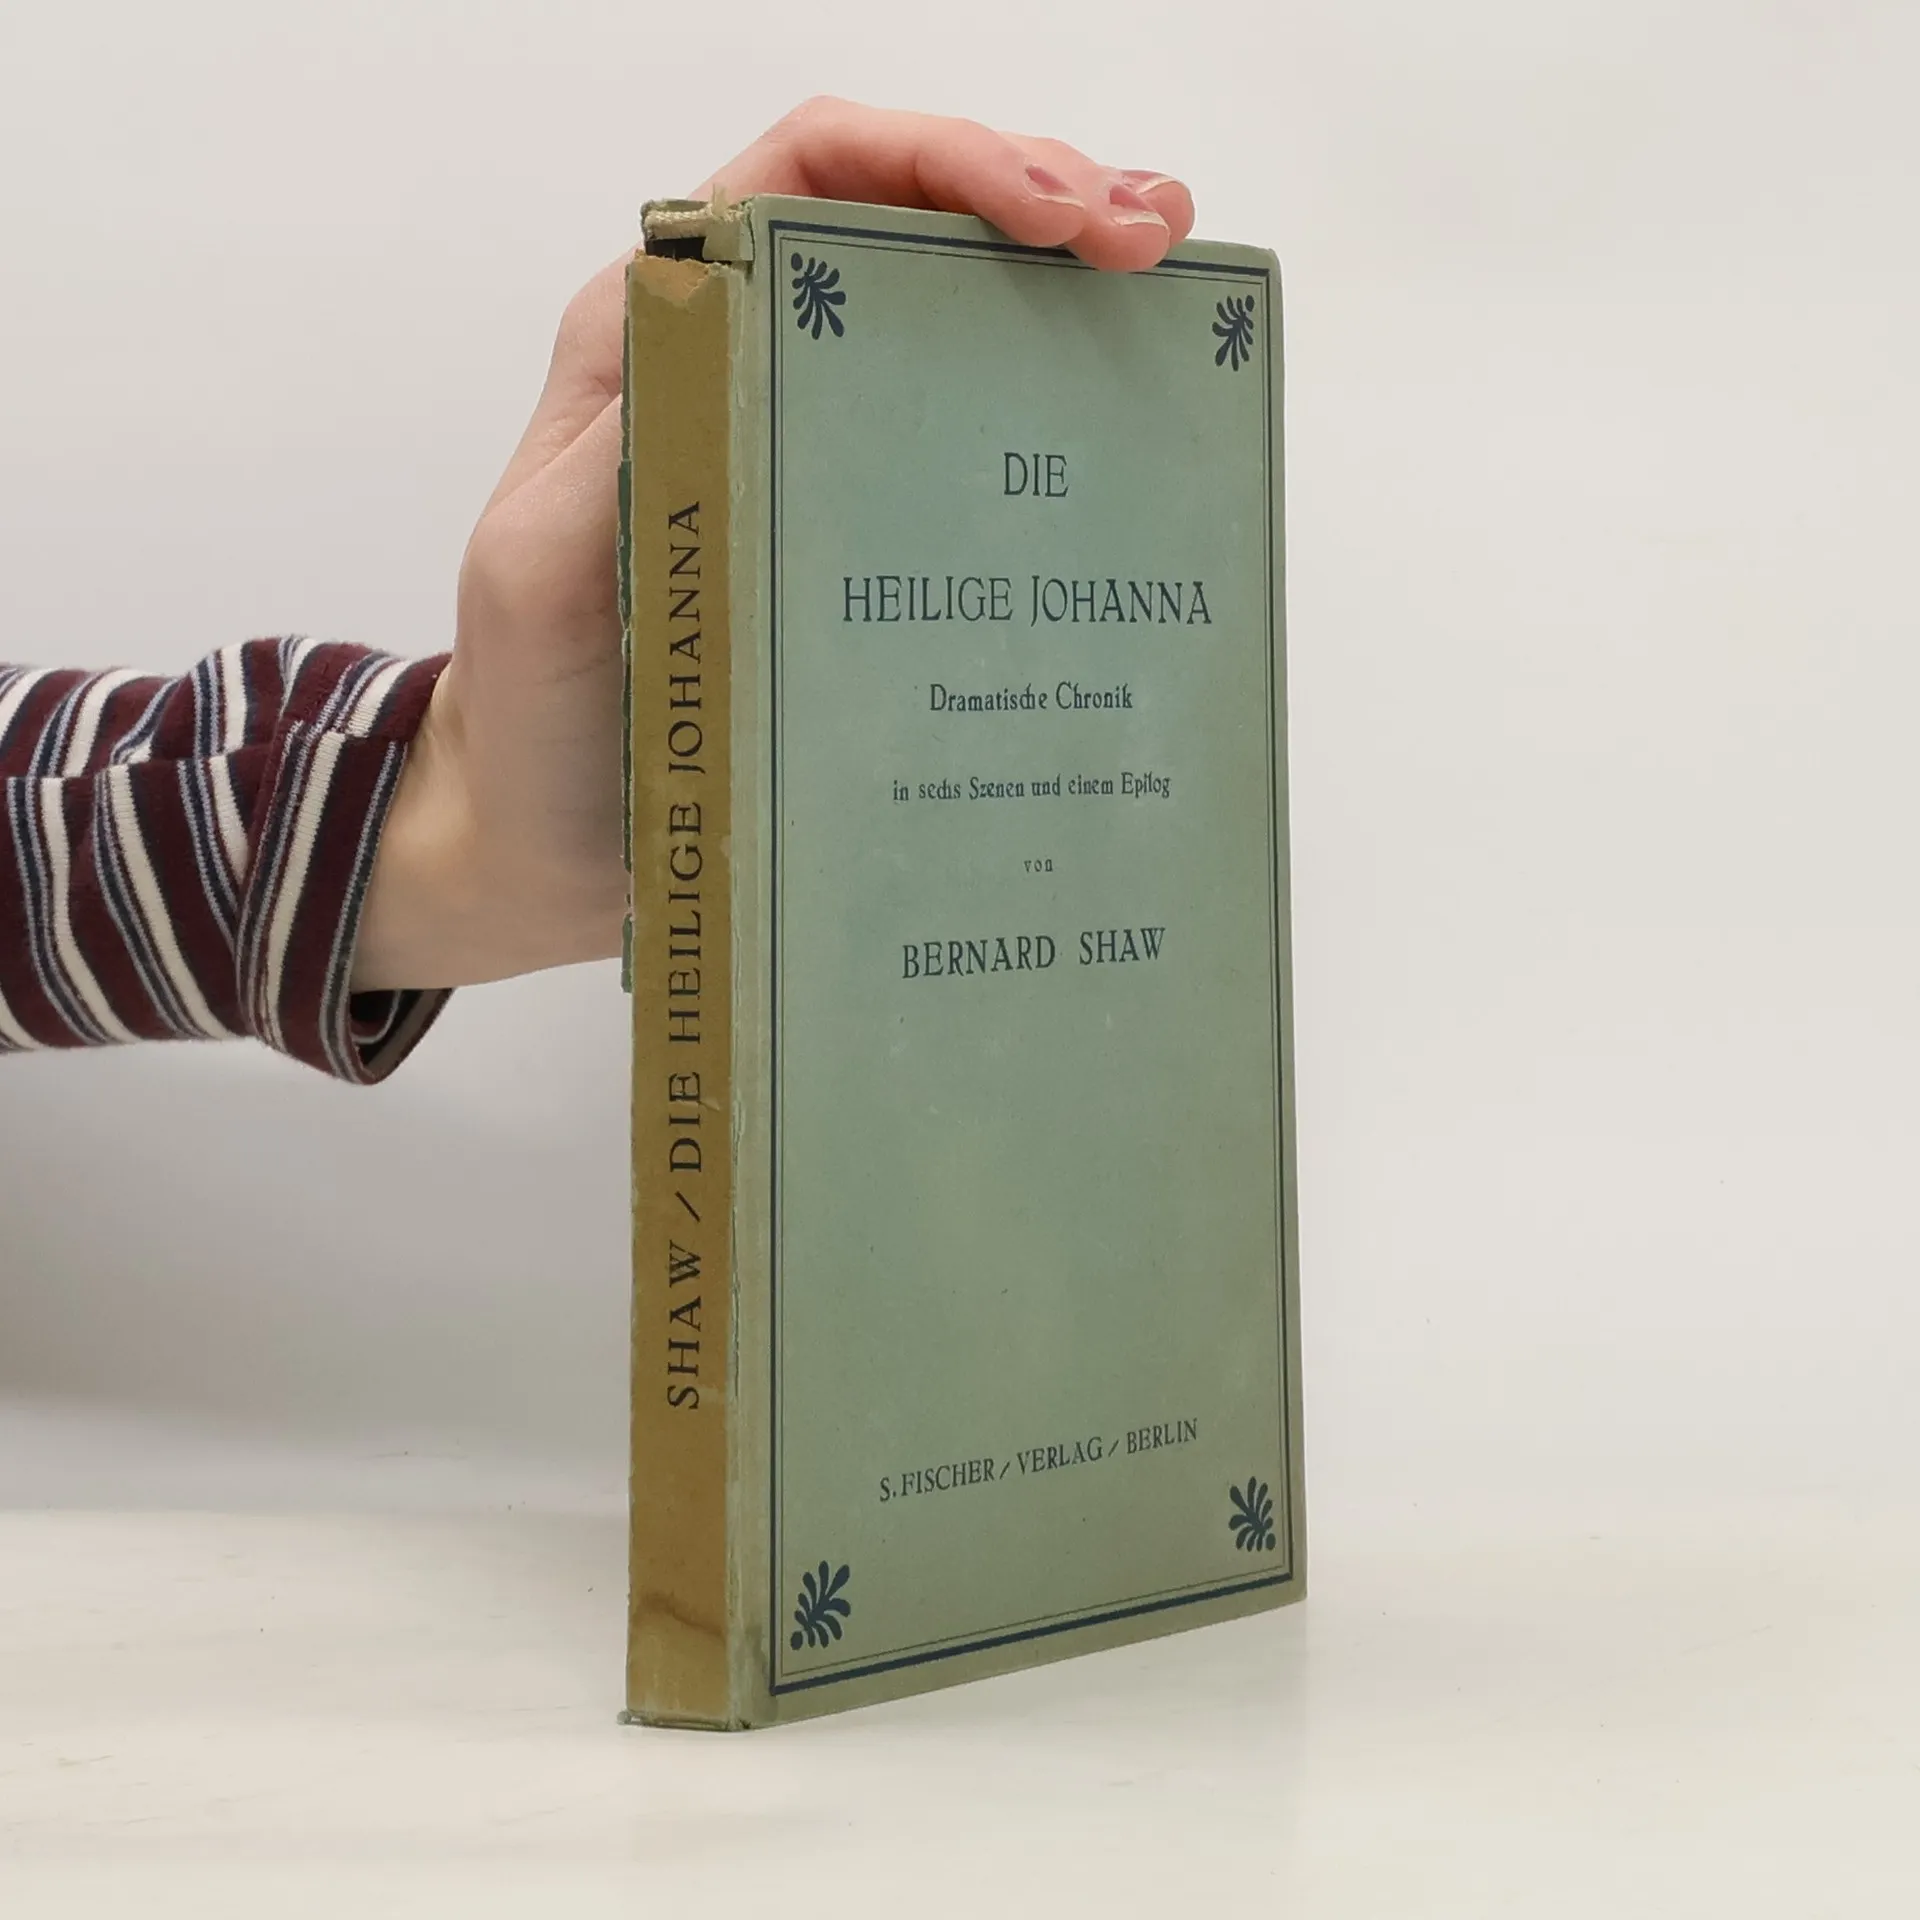 SHAW / DIE HEILIGE JOHANNA
DIE
HEILIGE JOHANNA
Dramatische Chronik
in sechs Szenen und einem Epilog
von
BERNARD SHAW
S. FISCHER / VERLAG / BERLIN